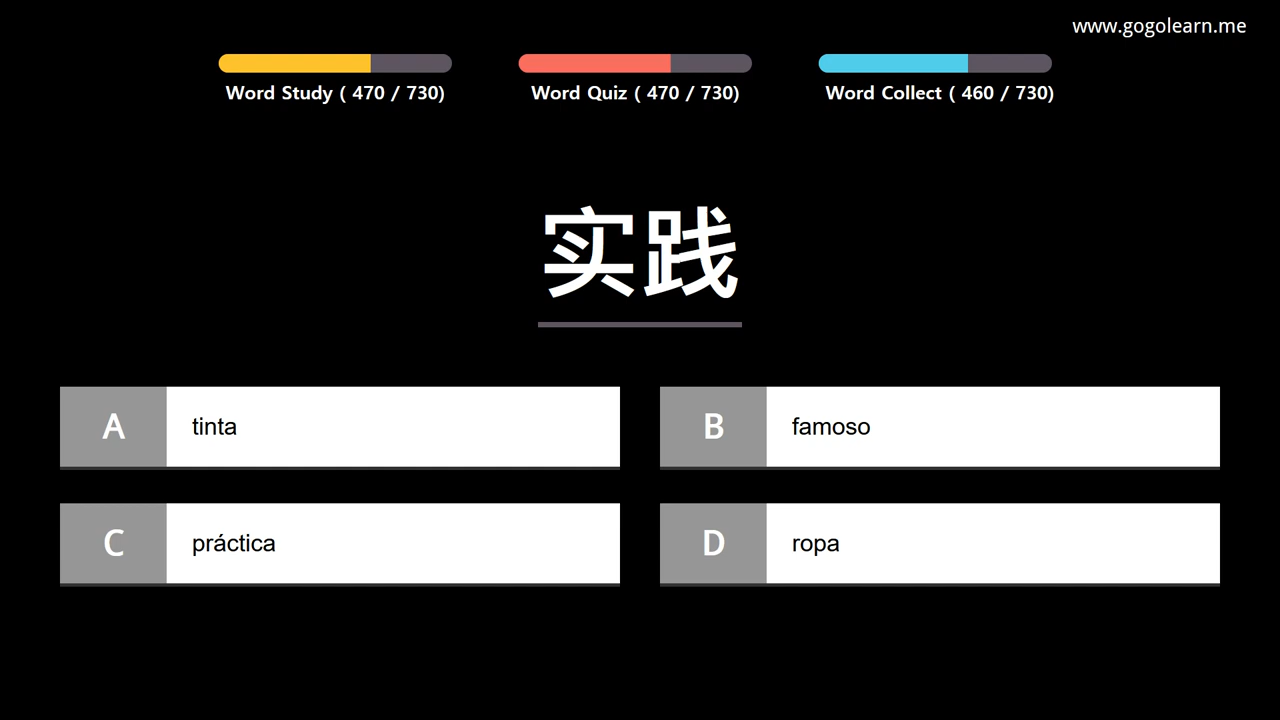 www.gogolearn.me
Word Study ( 470 / 730)
Word Quiz ( 470 / 730)
Word Collect ( 460 / 730)
实践
A tinta
B famoso
C práctica
D ropa